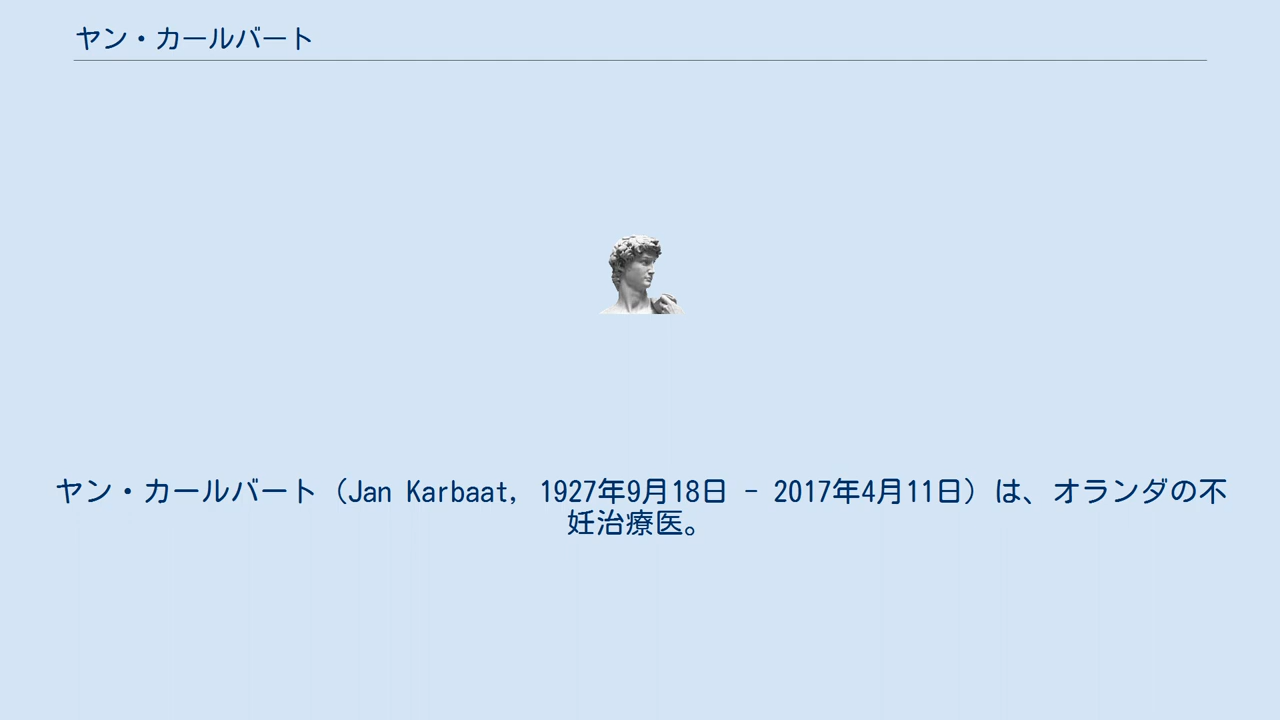 ヤン・カールバート
ヤン・カールバート（Jan Karbaat, 1927年9月18日 - 2017年4月11日）は、オランダの不
妊治療医。